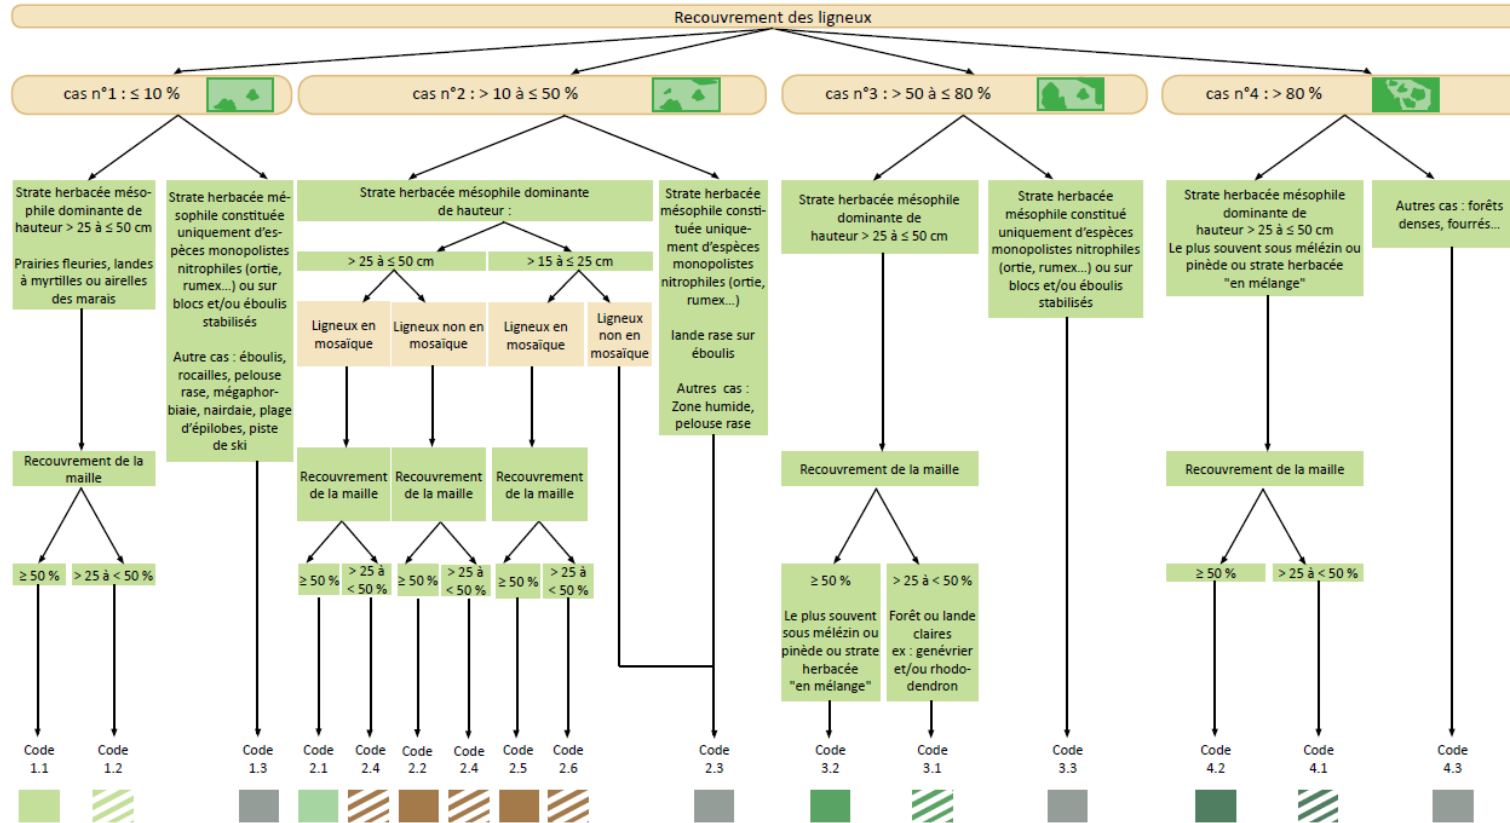 Recouvrement des ligneux
cas n°1 : ≤ 10 %
cas n°2 : > 10 à ≤ 50 %
cas n°3 : > 50 à ≤ 80 %
cas n°4 : > 80 %
Strate herbacée méso-
phile dominante de
hauteur > 25 à ≤ 50 cm
Prairies fleuries, landes
à myrtilles ou airelles
des marais
Strate herbacée mé-
sophile constituée
uniquement d'es-
pèces monopolistes
nitrophiles (ortie,
rumex...) ou sur
blocs et/ou éboulis
stabilisés
Autre cas : éboulis,
rocailles, pelouse
rase, mégaphor-
biaie, nairdaie, plage
d'épilobes, piste
de ski
Strate herbacée mésophile dominante
de hauteur :
> 25 à ≤ 50 cm
> 15 à ≤ 25 cm
Ligneux en
mosaïque
Ligneux non en
mosaïque
Ligneux en
mosaïque
Ligneux
non en
mosaïque
Strate herbacée
mésophile consti-
tuée unique-
ment d'espèces
monopolistes
nitrophiles (ortie,
rumex...)
lande rase sur
éboulis
Autres cas :
Zone humide,
pelouse rase
Strate herbacée mésophile
dominante de
hauteur > 25 à ≤ 50 cm
Strate herbacée
mésophile constitué
uniquement d'espèces
monopolistes nitrophiles
(ortie, rumex...) ou sur
blocs et/ou éboulis
stabilisés
Strate herbacée mésophile
dominante de
hauteur > 25 à ≤ 50 cm
Le plus souvent sous mélézin ou
pinède ou strate herbacée
"en mélange"
Autres cas : forêts
denses, fourrés...
Recouvrement de la
maille
Recouvrement
de la maille
Recouvrement
de la maille
Recouvrement
de la maille
Recouvrement de la maille
Recouvrement de la maille
≥ 50 %
> 25 à < 50 %
≥ 50 %
> 25 à
< 50 %
≥ 50 %
> 25 à
< 50 %
≥ 50 %
> 25 à
< 50 %
≥ 50 %
Le plus souvent
sous mélézin ou
pinède ou strate
herbacée
"en mélange"
> 25 à < 50 %
Forêt ou lande
claires
ex : genévrier
et/ou rhodo-
dendron
≥ 50 %
> 25 à < 50 %
Code
1.1
Code
1.2
Code
1.3
Code
2.1
Code
2.4
Code
2.2
Code
2.4
Code
2.5
Code
2.6
Code
2.3
Code
3.2
Code
3.1
Code
3.3
Code
4.2
Code
4.1
Code
4.3